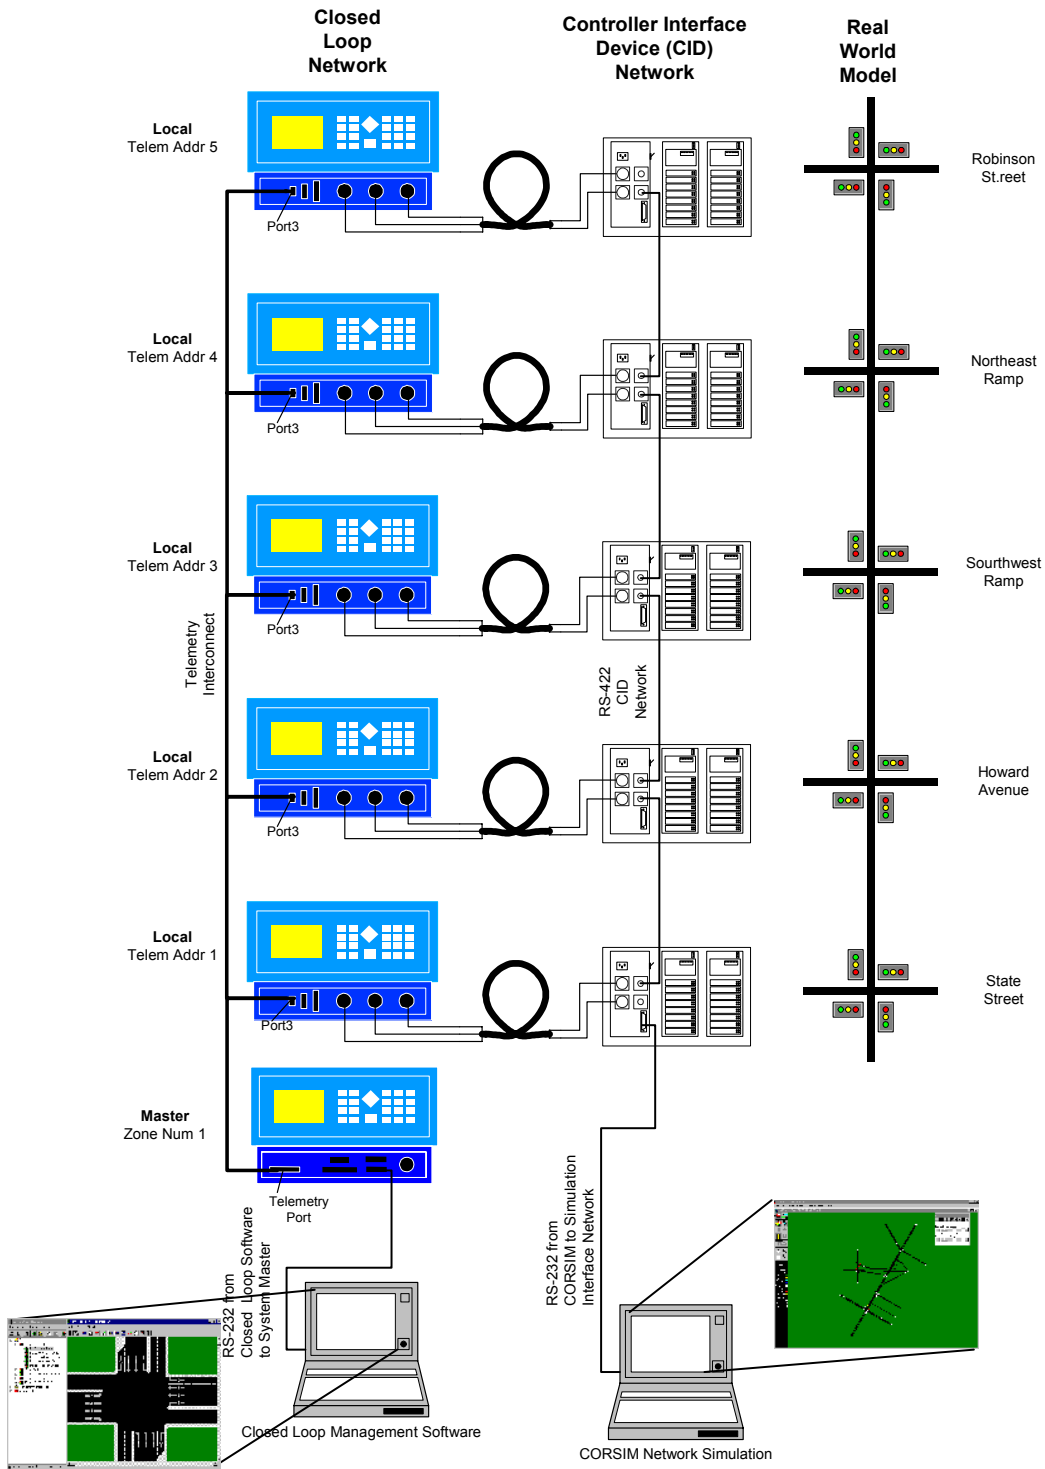 Closed
Loop
Network
Controller Interface
Device (CID)
Network
Real
World
Model
Local
Telem Addr 5
Port3
Robinson
St.reet
Local
Telem Addr 4
Port3
Northeast
Ramp
Local
Telem Addr 3
Port3
Sourthwest
Ramp
Telemetry
Interconnect
RS-422
CID
Network
Local
Telem Addr 2
Port3
Howard
Avenue
Local
Telem Addr 1
Port3
State
Street
Master
Zone Num 1
Telemetry
Port
RS-232 from
Closed Loop Software
to System Master
RS-232 from
CORSIM to Simulation
Interface Network
Closed Loop Management Software
CORSIM Network Simulation